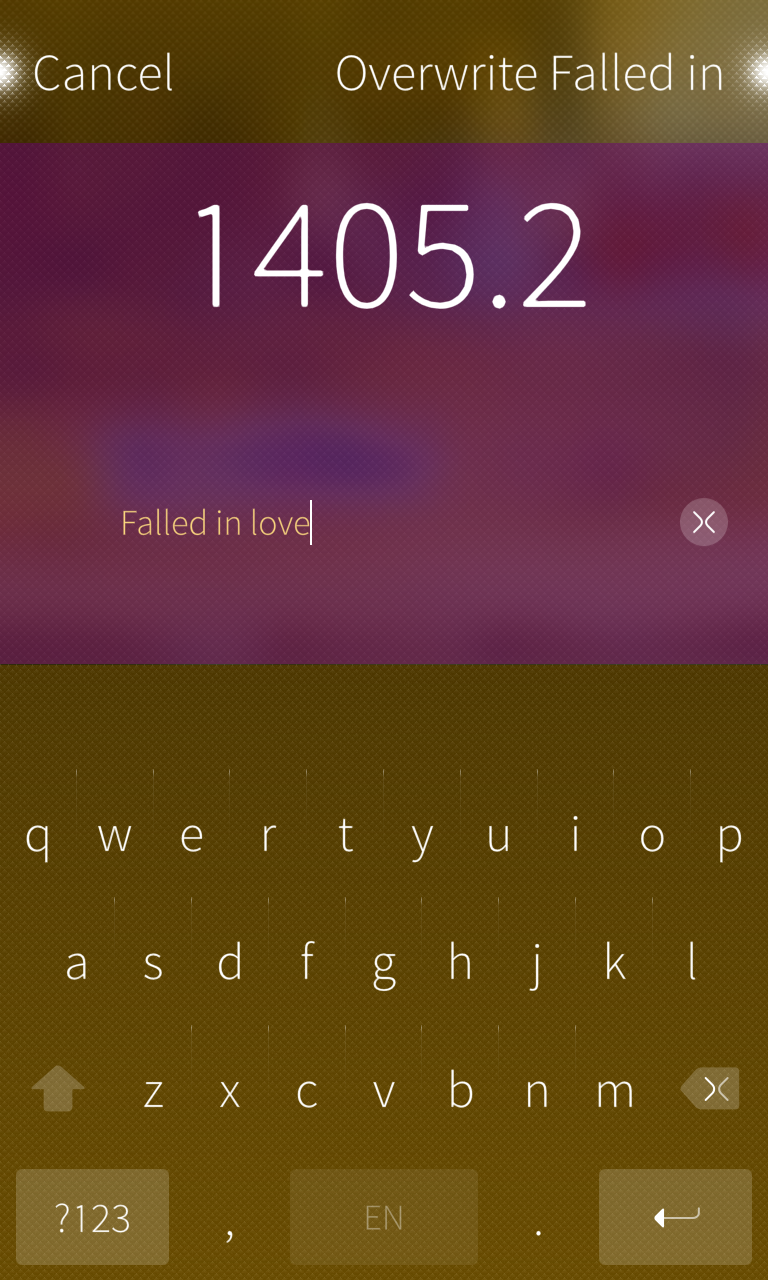 Cancel Overwrite Falled in
1405.2
Falled in love
q w e r t y u i o p
a s d f g h j k l
z x c v b n m
?123 , EN .